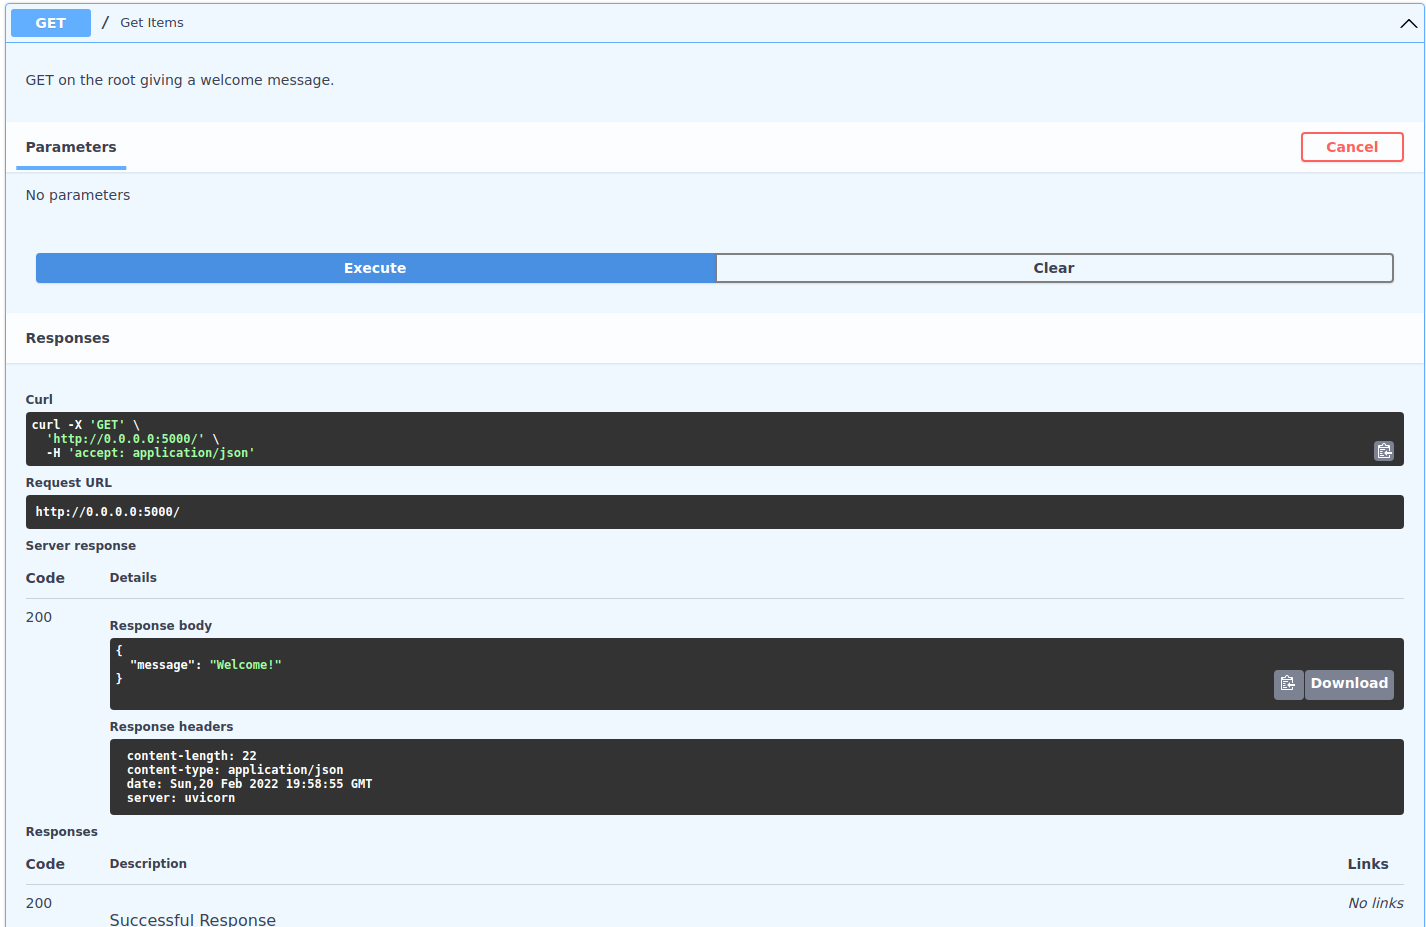 GET / Get Items
GET on the root giving a welcome message.
Parameters
Cancel
No parameters
Execute
Clear
Responses
Curl
curl -X 'GET' \
  'http://0.0.0.0:5000/' \
  -H 'accept: application/json'
Request URL
http://0.0.0.0:5000/
Server response
Code Details
200
Response body
{
  "message": "Welcome!"
}
Download
Response headers
content-length: 22
content-type: application/json
date: Sun,20 Feb 2022 19:58:55 GMT
server: uvicorn
Responses
Code Description Links
200 No links
Successful Response